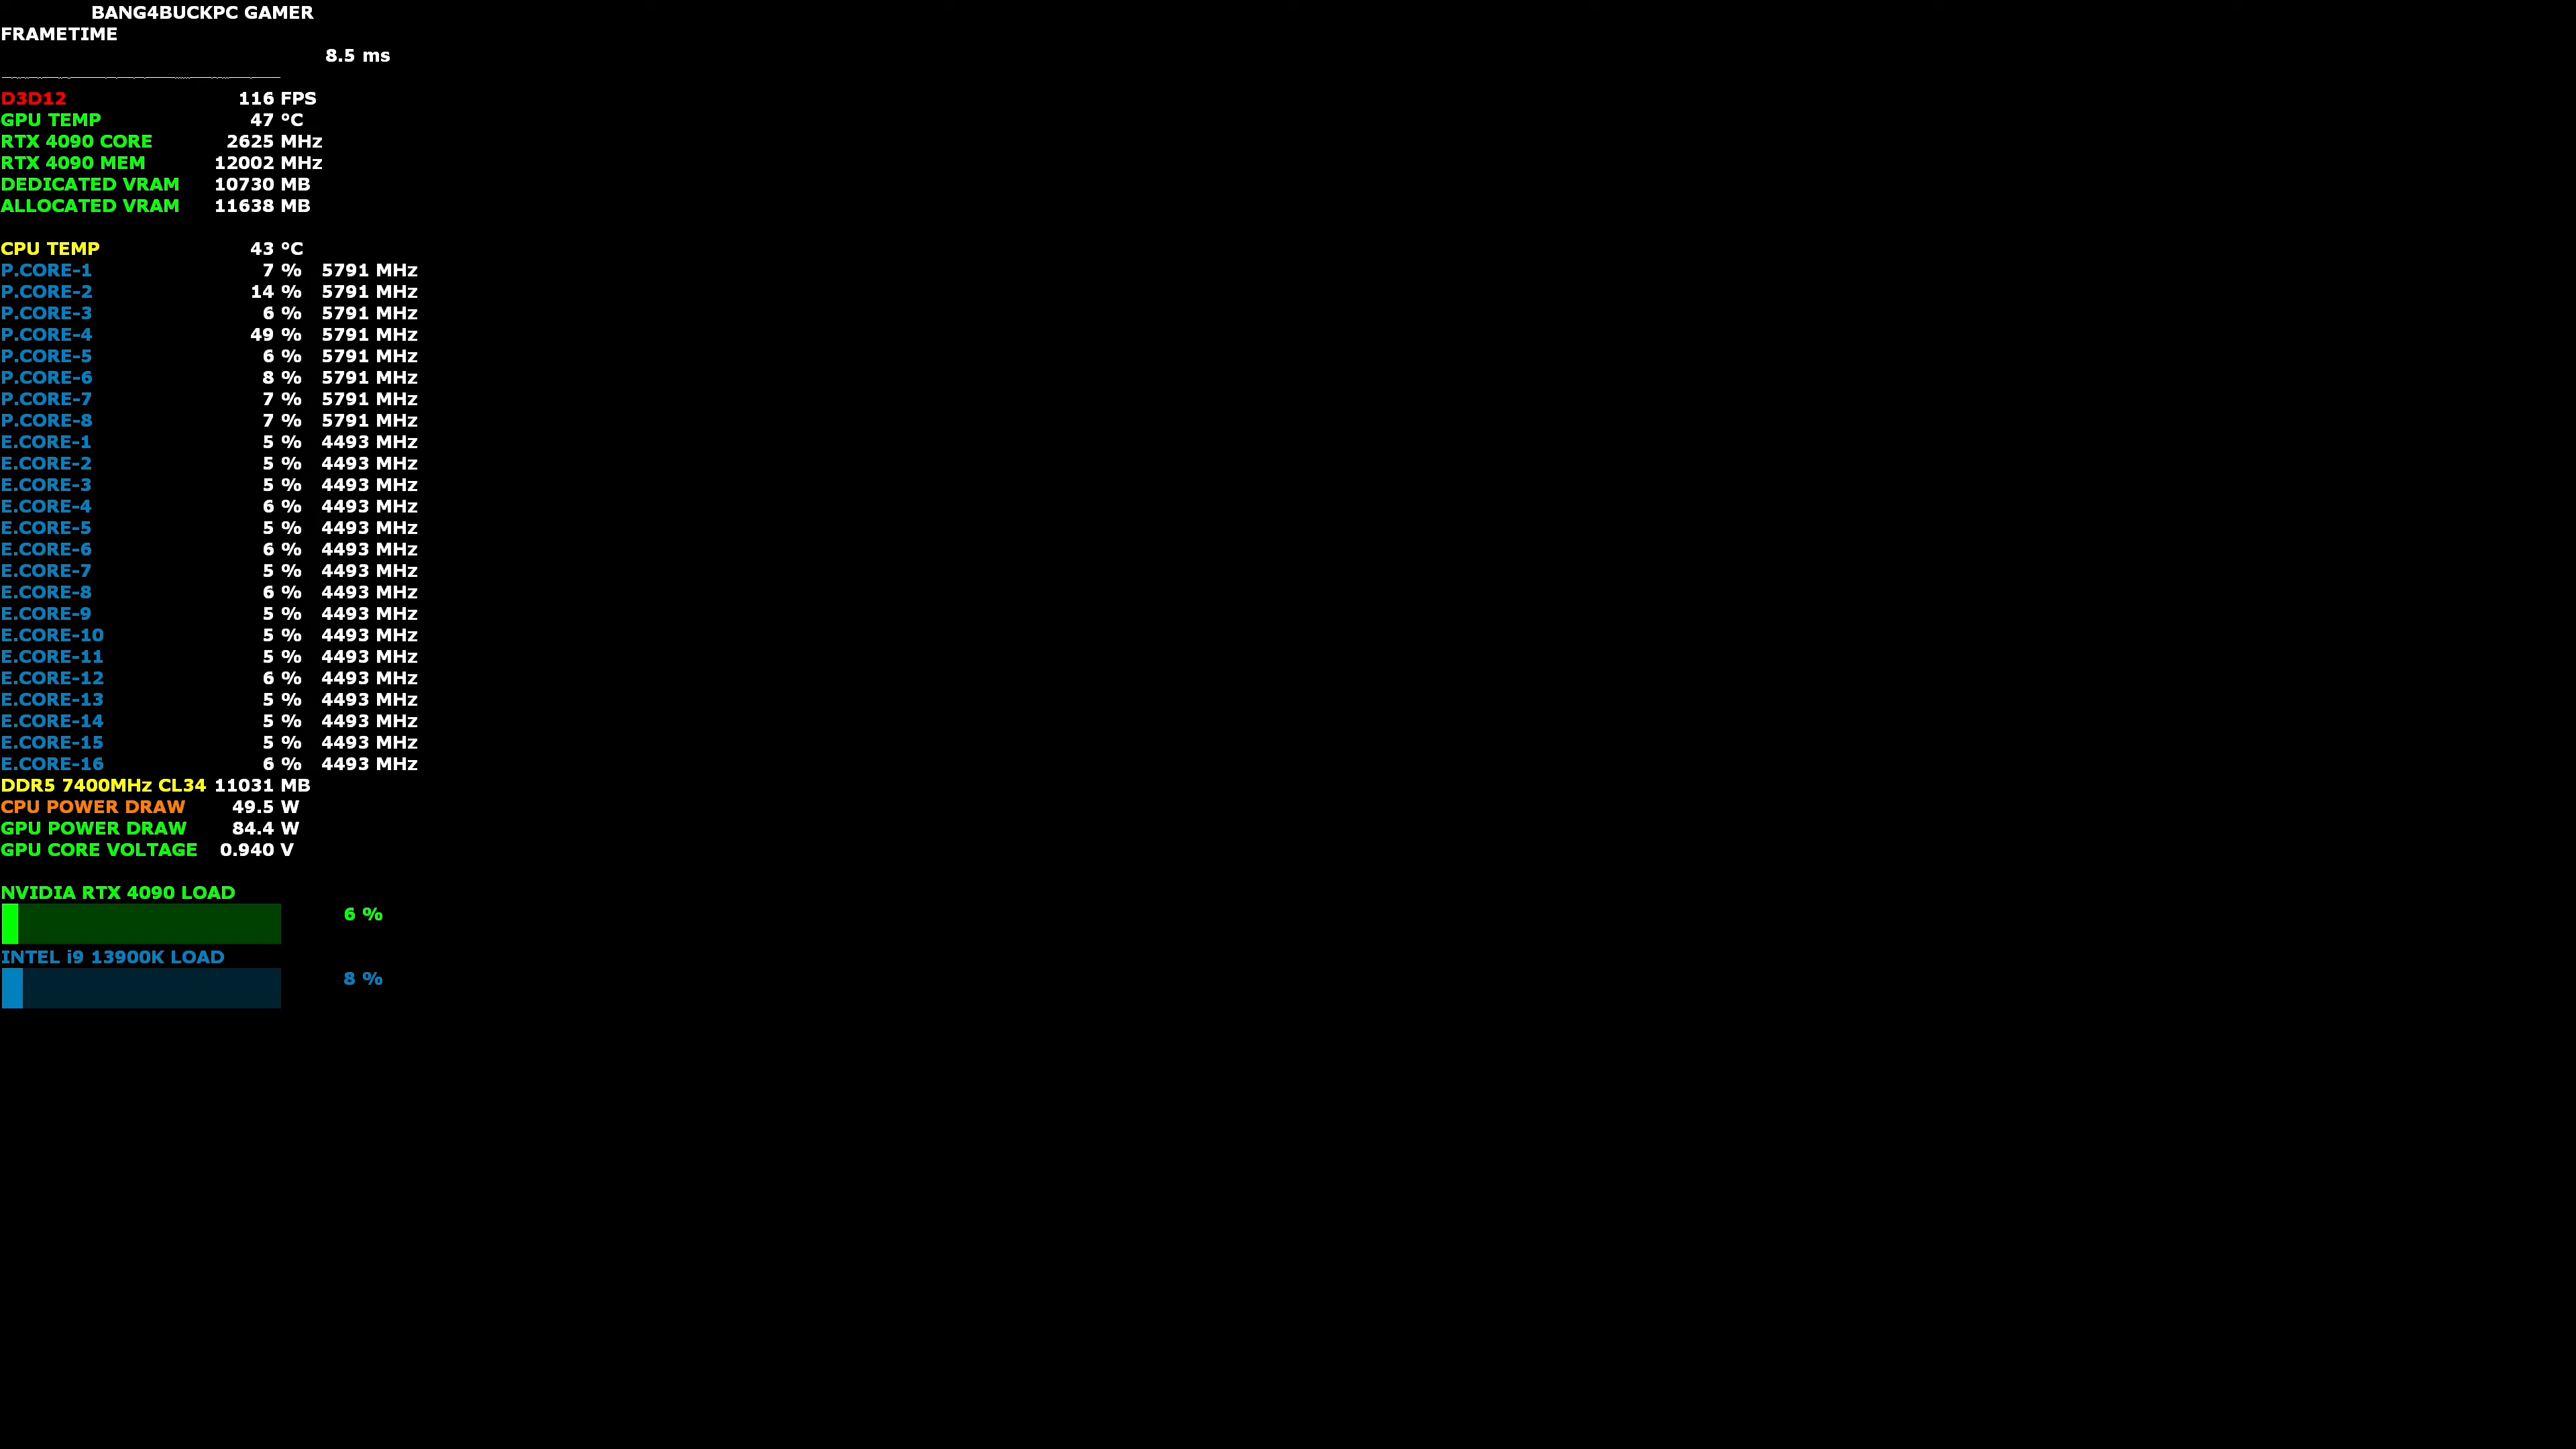 BANG4BUCKPC GAMER
FRAMETIME
8.5 ms
D3D12 116 FPS
GPU TEMP 47 °C
RTX 4090 CORE 2625 MHz
RTX 4090 MEM 12002 MHz
DEDICATED VRAM 10730 MB
ALLOCATED VRAM 11638 MB
CPU TEMP 43 °C
P.CORE-1 7 % 5791 MHz
P.CORE-2 14 % 5791 MHz
P.CORE-3 6 % 5791 MHz
P.CORE-4 49 % 5791 MHz
P.CORE-5 6 % 5791 MHz
P.CORE-6 8 % 5791 MHz
P.CORE-7 7 % 5791 MHz
P.CORE-8 7 % 5791 MHz
E.CORE-1 5 % 4493 MHz
E.CORE-2 5 % 4493 MHz
E.CORE-3 5 % 4493 MHz
E.CORE-4 6 % 4493 MHz
E.CORE-5 5 % 4493 MHz
E.CORE-6 6 % 4493 MHz
E.CORE-7 5 % 4493 MHz
E.CORE-8 6 % 4493 MHz
E.CORE-9 5 % 4493 MHz
E.CORE-10 5 % 4493 MHz
E.CORE-11 5 % 4493 MHz
E.CORE-12 6 % 4493 MHz
E.CORE-13 5 % 4493 MHz
E.CORE-14 5 % 4493 MHz
E.CORE-15 5 % 4493 MHz
E.CORE-16 6 % 4493 MHz
DDR5 7400MHz CL34 11031 MB
CPU POWER DRAW 49.5 W
GPU POWER DRAW 84.4 W
GPU CORE VOLTAGE 0.940 V
NVIDIA RTX 4090 LOAD
6 %
INTEL i9 13900K LOAD
8 %